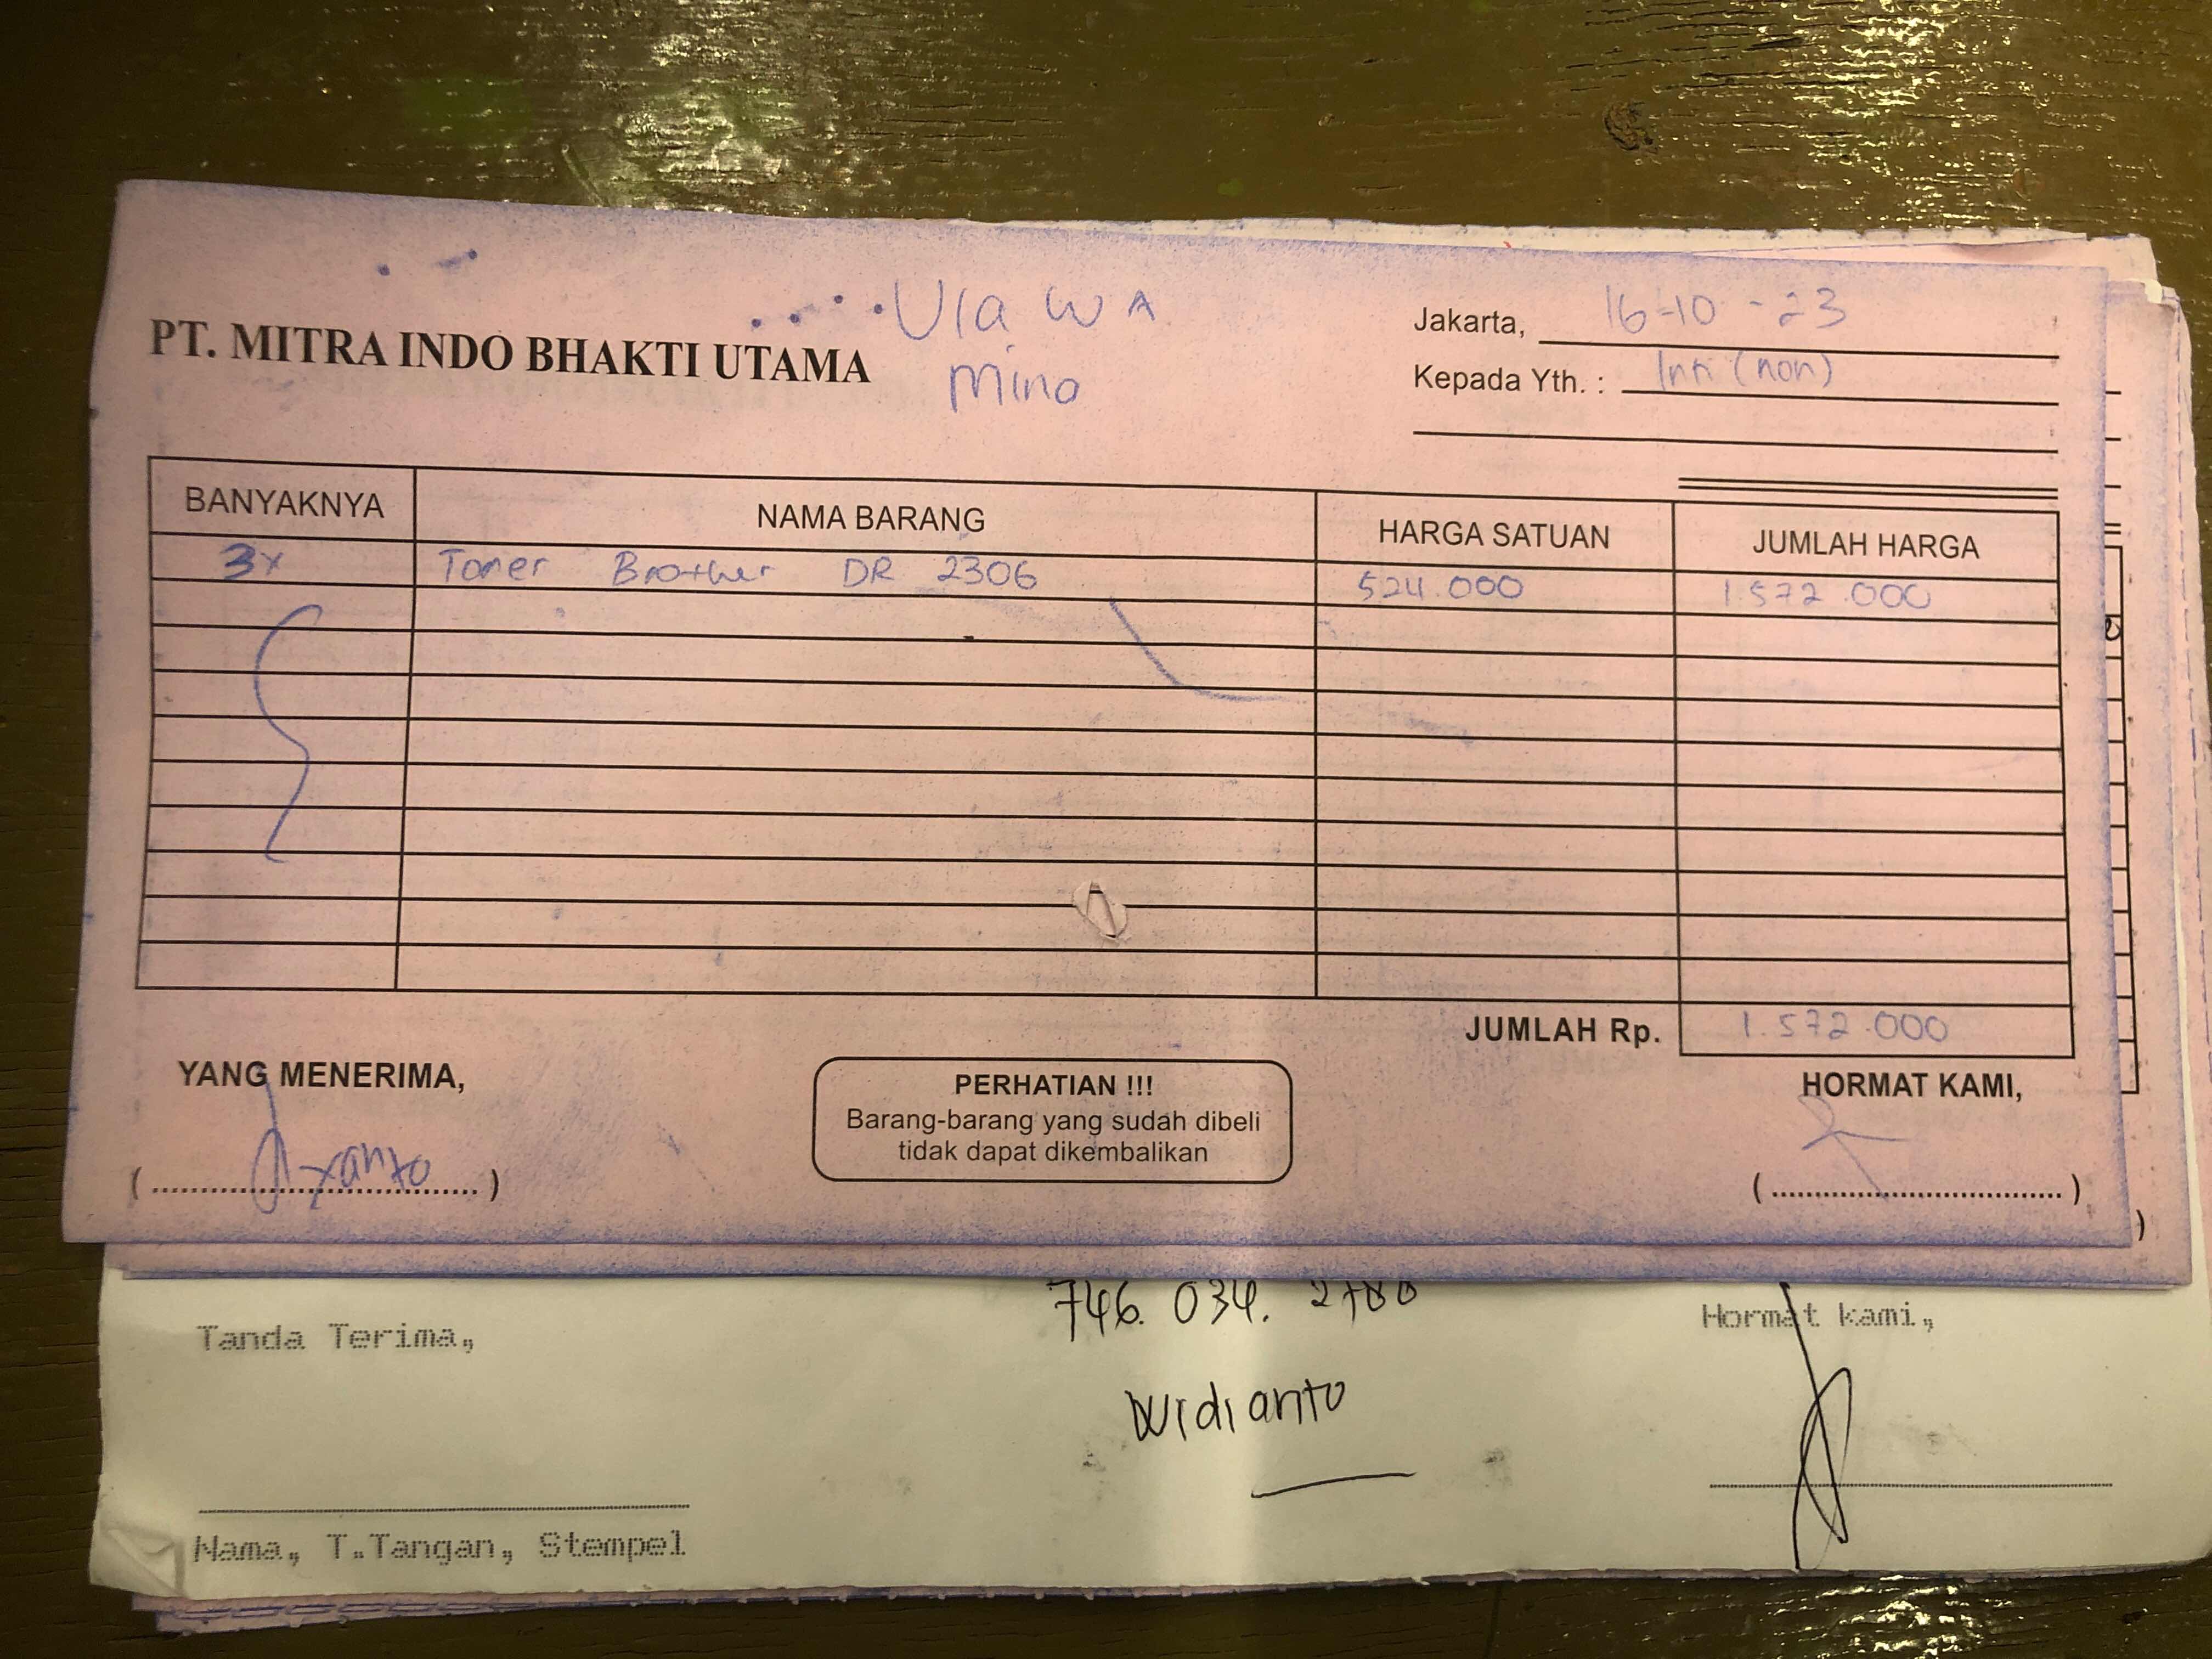 Via WA
Mina
PT. MITRA INDO BHAKTI UTAMA
Jakarta, 16-10-23
Kepada Yth. : Inti (non)
BANYAKNYA NAMA BARANG HARGA SATUAN JUMLAH HARGA
3x Toner Brother DR 2306 524.000 1.572.000
JUMLAH Rp. 1.572.000
YANG MENERIMA,
PERHATIAN !!!
Barang-barang yang sudah dibeli
tidak dapat dikembalikan
HORMAT KAMI,
(....................) (....................)
746. 034.
Tanda Terima, Hormat kami,
Widianto
Nama, T.Tangan, Stempel